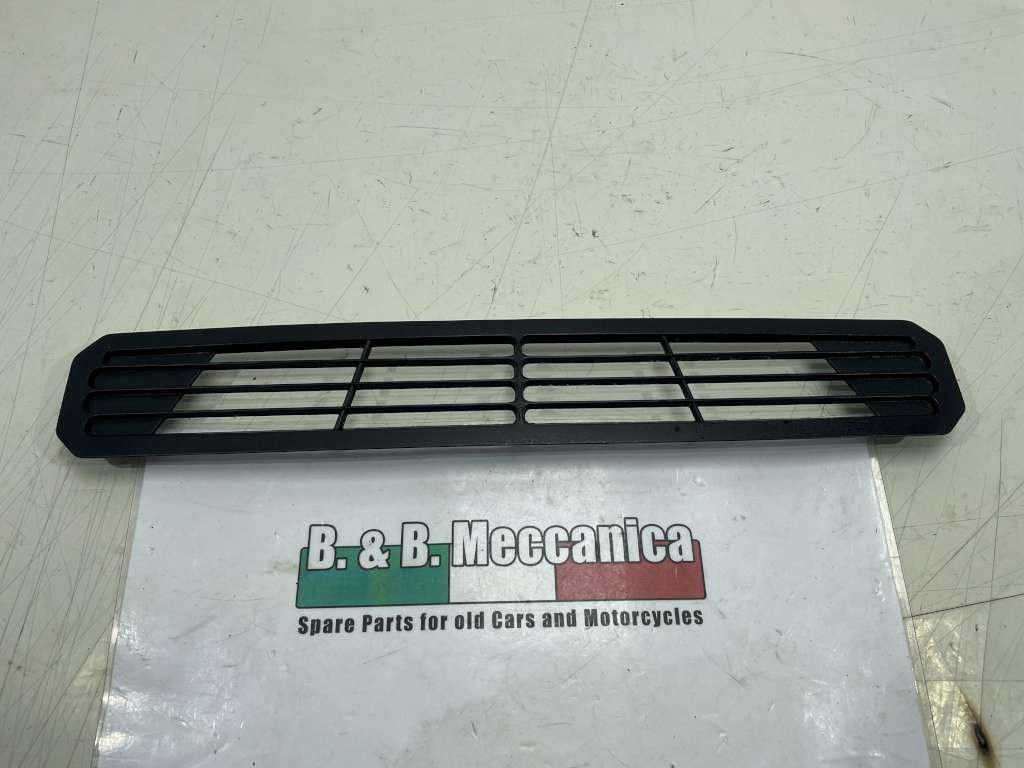 B. & B. Meccanica
Spare Parts for old Cars and Motorcycles